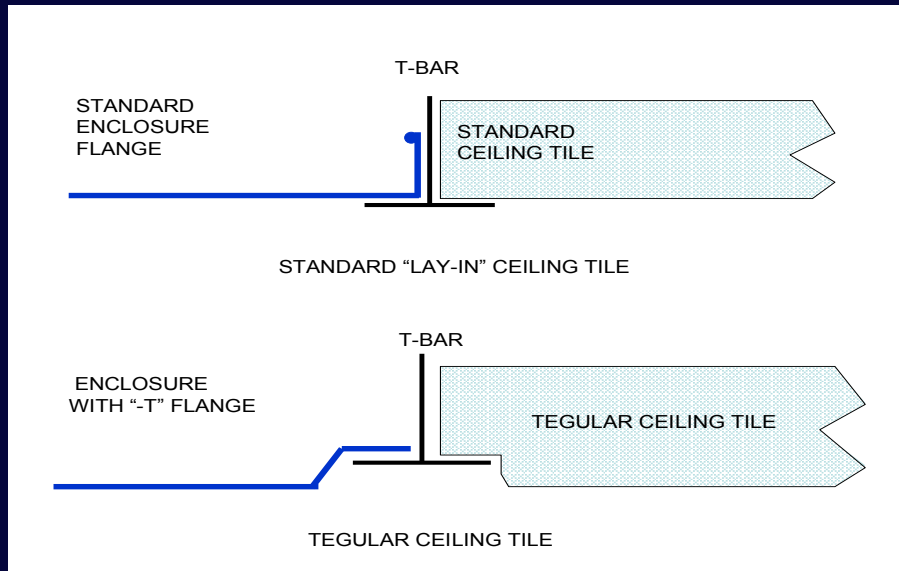 T-BAR
STANDARD
ENCLOSURE
FLANGE
STANDARD
CEILING TILE
STANDARD “LAY-IN” CEILING TILE
T-BAR
ENCLOSURE
WITH “-T” FLANGE
TEGULAR CEILING TILE
TEGULAR CEILING TILE